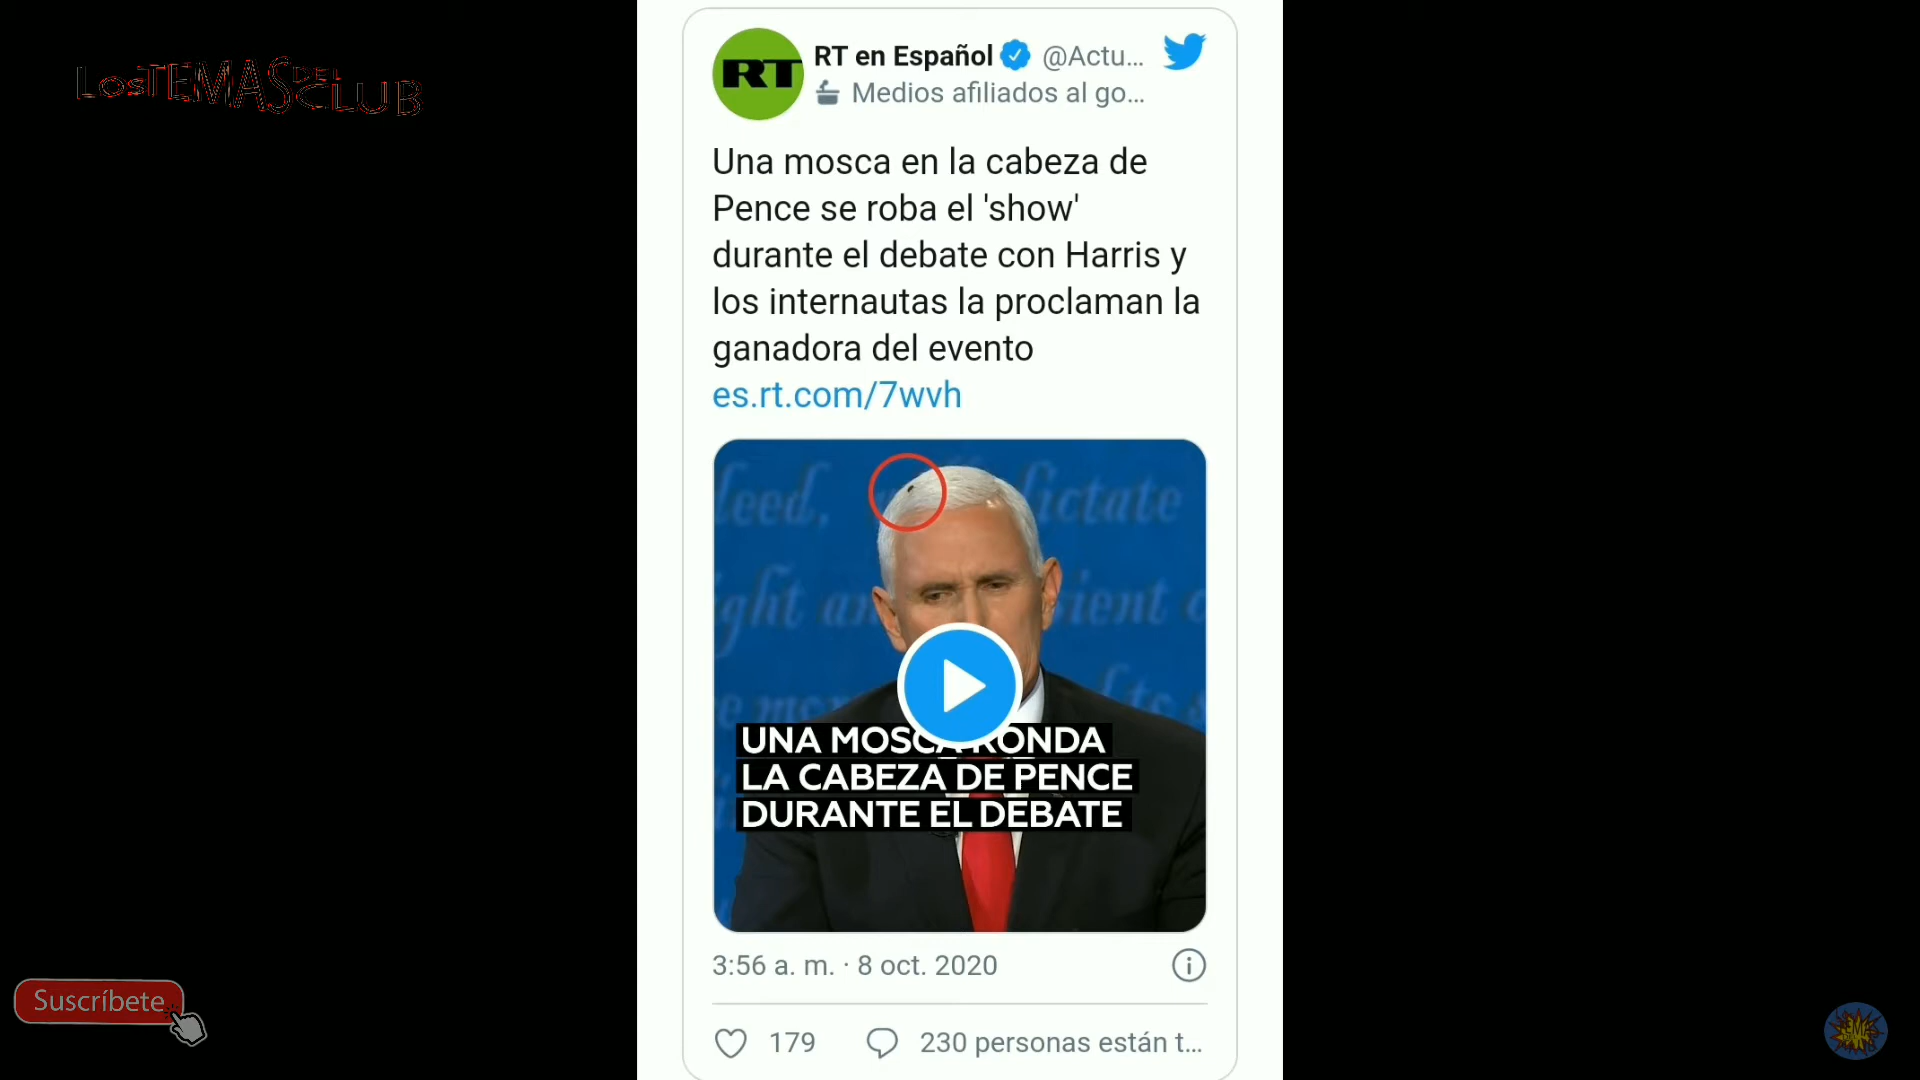 LosTEMASDELCLUB
RT
RT en Español @Actu...
Medios afiliados al go...
Una mosca en la cabeza de
Pence se roba el 'show'
durante el debate con Harris y
los internautas la proclaman la
ganadora del evento
es.rt.com/7wvh
UNA MOSCA RONDA
LA CABEZA DE PENCE
DURANTE EL DEBATE
3:56 a. m. · 8 oct. 2020
179
230 personas están t...
Suscríbete